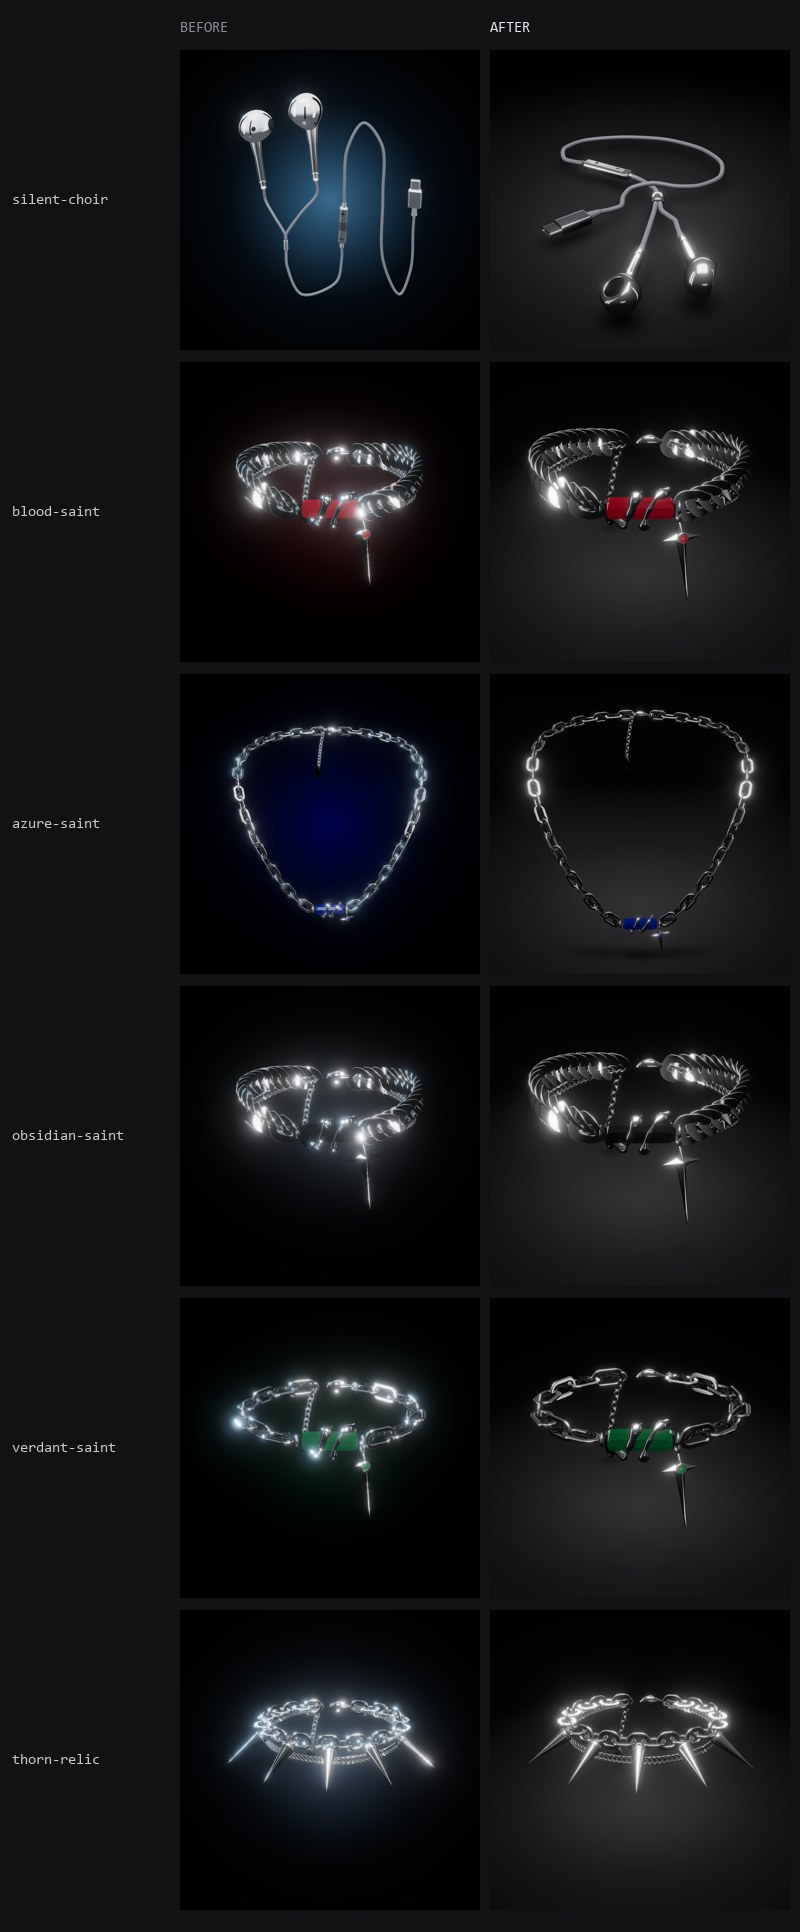 BEFORE AFTER
silent-choir
blood-saint
azure-saint
obsidian-saint
verdant-saint
thorn-relic